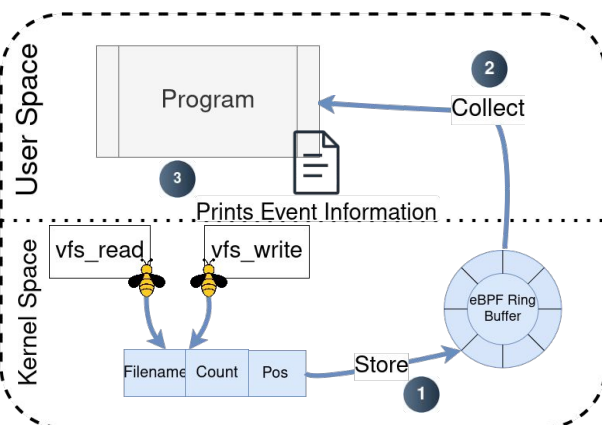 User Space
Program
2
Collect
3
Prints Event Information
Kernel Space
vfs_read
vfs_write
eBPF Ring
Buffer
Filename
Count
Pos
Store
1